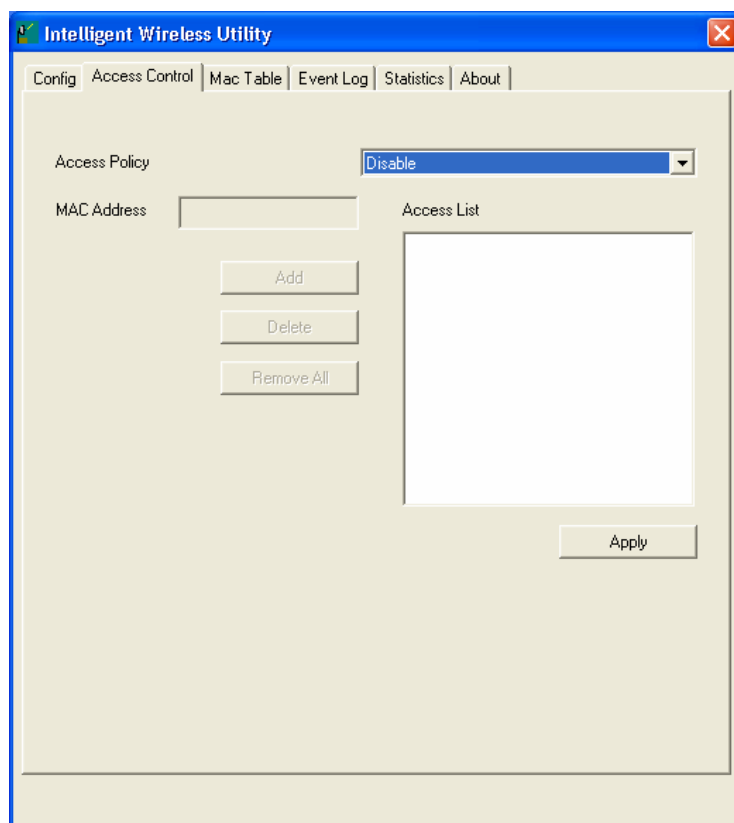 Intelligent Wireless Utility
Config Access Control Mac Table Event Log Statistics About
Access Policy Disable
MAC Address Access List
Add
Delete
Remove All
Apply